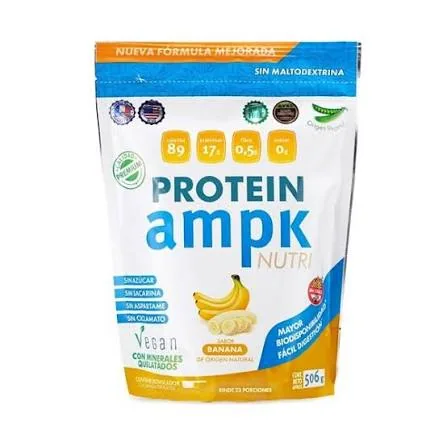 NUEVA FÓRMULA MEJORADA
SIN MALTODEXTRINA
89
17g
0,5g
0g
PREMIUM
PROTEIN
ampk
NUTRI
SIN AZÚCAR
SIN SACARINA
SIN ASPARTAME
SIN CICLAMATO
Vegan
CON MINERALES
QUELATADOS
SABOR
BANANA
DE ORIGEN NATURAL
MAYOR
BIODISPONIBILIDAD
FÁCIL DIGESTIÓN
RINDE 22 PORCIONES
506g